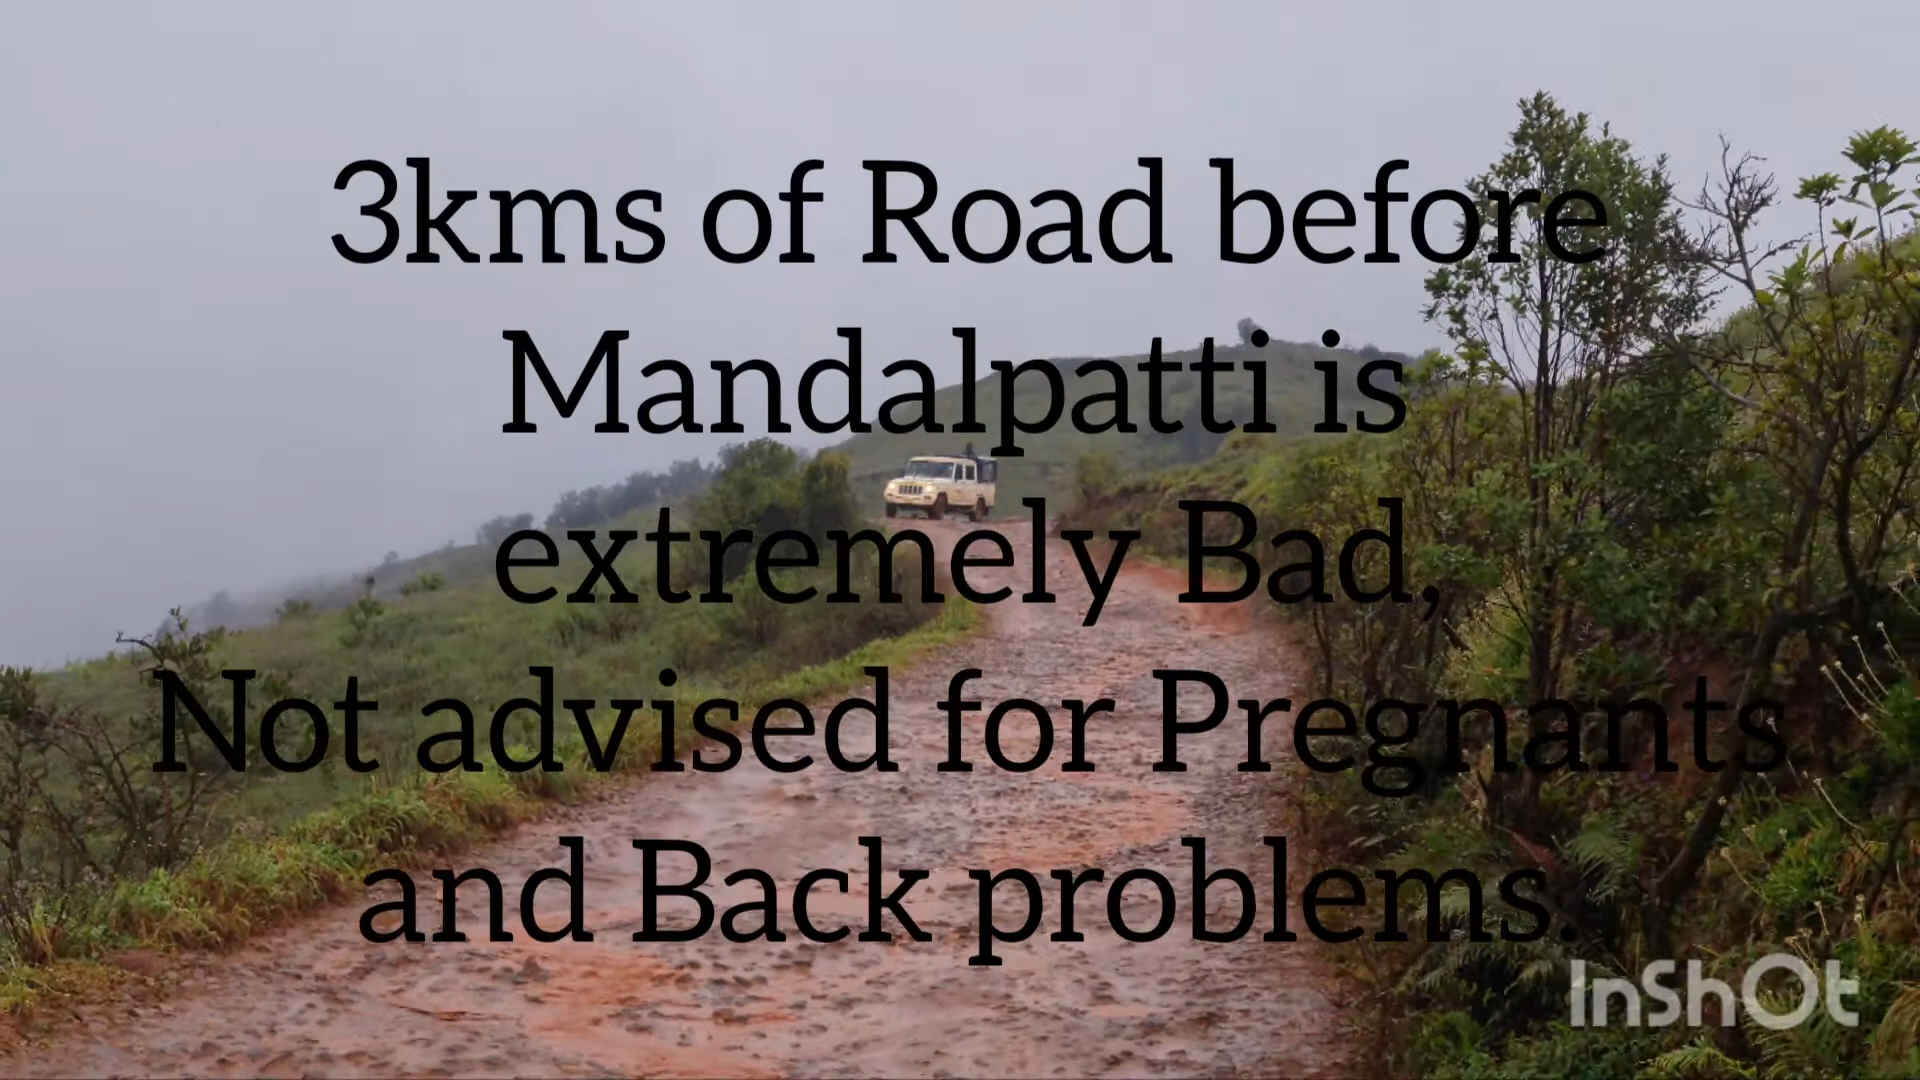 3kms of Road before
Mandalpatti is
extremely Bad,
Not advised for Pregnants
and Back problems.
InShOt